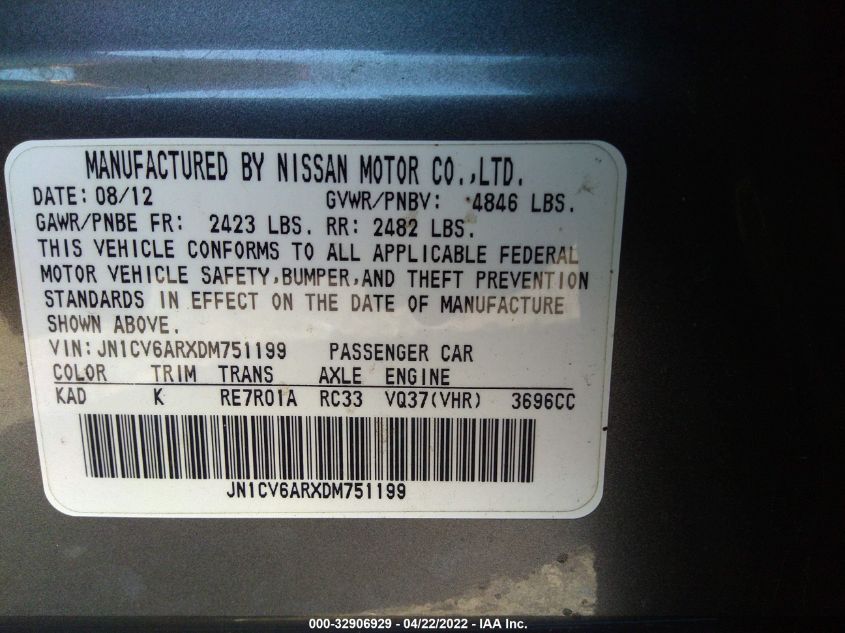 MANUFACTURED BY NISSAN MOTOR CO.,LTD.
DATE: 08/12 GVWR/PNBV: 4846 LBS.
GAWR/PNBE FR: 2423 LBS. RR: 2482 LBS.
THIS VEHICLE CONFORMS TO ALL APPLICABLE FEDERAL
MOTOR VEHICLE SAFETY,BUMPER,AND THEFT PREVENTION
STANDARDS IN EFFECT ON THE DATE OF MANUFACTURE
SHOWN ABOVE.
VIN:JN1CV6ARXDM751199 PASSENGER CAR
COLOR TRIM TRANS AXLE ENGINE
KAD K RE7R01A RC33 VQ37(VHR) 3696CC
JN1CV6ARXDM751199
000-32906929 - 04/22/2022 - IAA Inc.